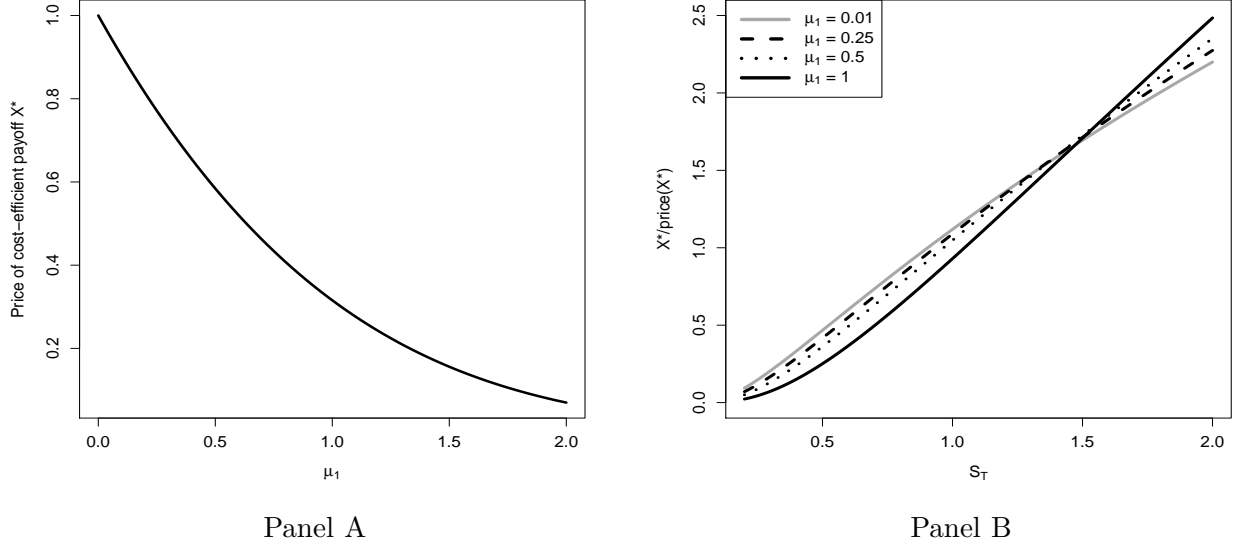 Price of cost−efficient payoff X*
1.0
0.8
0.6
0.4
0.2
0.0 0.5 1.0 1.5 2.0
μ1
Panel A
X*/price(X*)
2.5
2.0
1.5
1.0
0.5
0.0
μ1 = 0.01
μ1 = 0.25
μ1 = 0.5
μ1 = 1
0.5 1.0 1.5 2.0
ST
Panel B